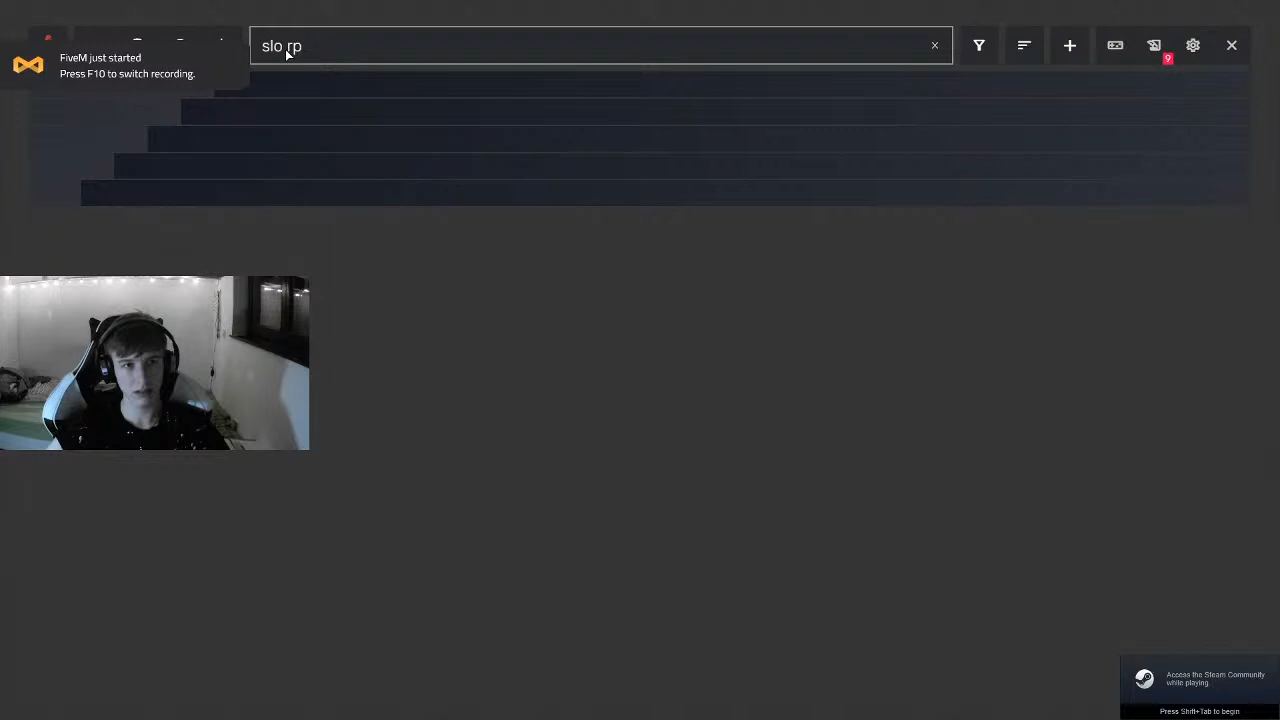 slo rp
FiveM just started
Press F10 to switch recording.
9
Access the Steam Community
while playing.
Press Shift+Tab to begin